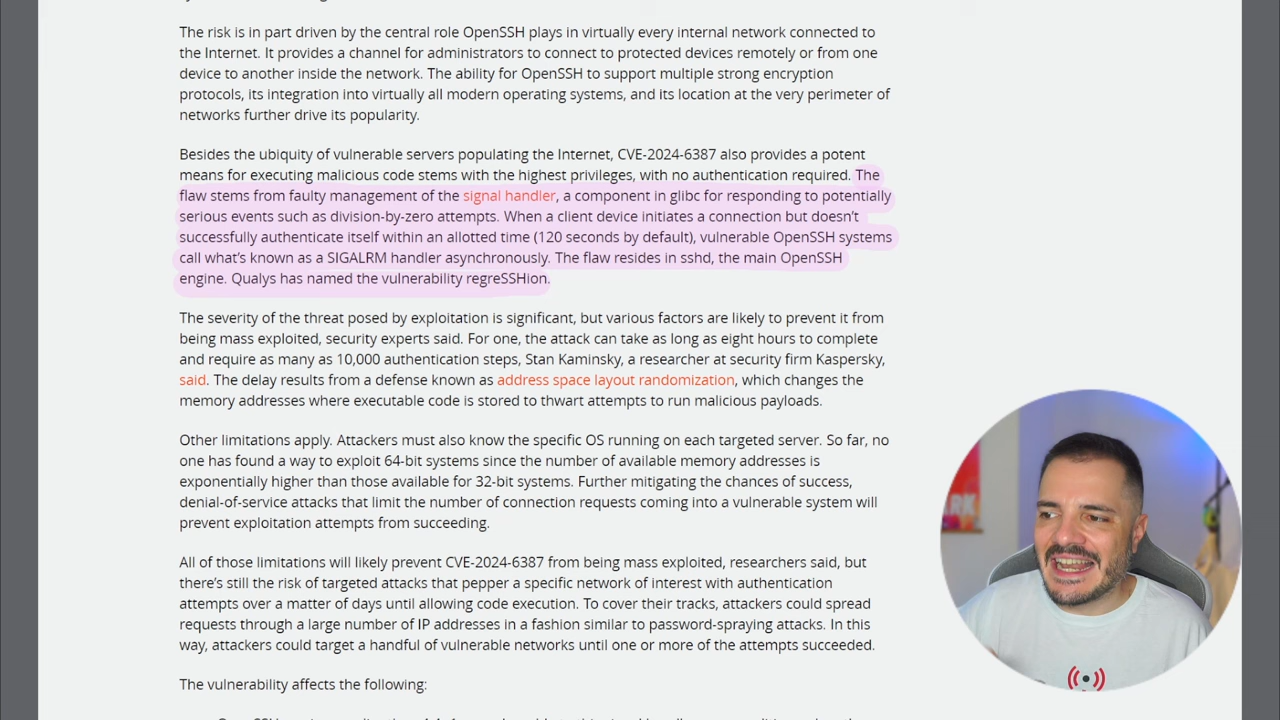 The risk is in part driven by the central role OpenSSH plays in virtually every internal network connected to
the Internet. It provides a channel for administrators to connect to protected devices remotely or from one
device to another inside the network. The ability for OpenSSH to support multiple strong encryption
protocols, its integration into virtually all modern operating systems, and its location at the very perimeter of
networks further drive its popularity.
Besides the ubiquity of vulnerable servers populating the Internet, CVE-2024-6387 also provides a potent
means for executing malicious code stems with the highest privileges, with no authentication required. The
flaw stems from faulty management of the signal handler, a component in glibc for responding to potentially
serious events such as division-by-zero attempts. When a client device initiates a connection but doesn’t
successfully authenticate itself within an allotted time (120 seconds by default), vulnerable OpenSSH systems
call what’s known as a SIGALRM handler asynchronously. The flaw resides in sshd, the main OpenSSH
engine. Qualys has named the vulnerability regreSSHion.
The severity of the threat posed by exploitation is significant, but various factors are likely to prevent it from
being mass exploited, security experts said. For one, the attack can take as long as eight hours to complete
and require as many as 10,000 authentication steps, Stan Kaminsky, a researcher at security firm Kaspersky,
said. The delay results from a defense known as address space layout randomization, which changes the
memory addresses where executable code is stored to thwart attempts to run malicious payloads.
Other limitations apply. Attackers must also know the specific OS running on each targeted server. So far, no
one has found a way to exploit 64-bit systems since the number of available memory addresses is
exponentially higher than those available for 32-bit systems. Further mitigating the chances of success,
denial-of-service attacks that limit the number of connection requests coming into a vulnerable system will
prevent exploitation attempts from succeeding.
All of those limitations will likely prevent CVE-2024-6387 from being mass exploited, researchers said, but
there’s still the risk of targeted attacks that pepper a specific network of interest with authentication
attempts over a matter of days until allowing code execution. To cover their tracks, attackers could spread
requests through a large number of IP addresses in a fashion similar to password-spraying attacks. In this
way, attackers could target a handful of vulnerable networks until one or more of the attempts succeeded.
The vulnerability affects the following: